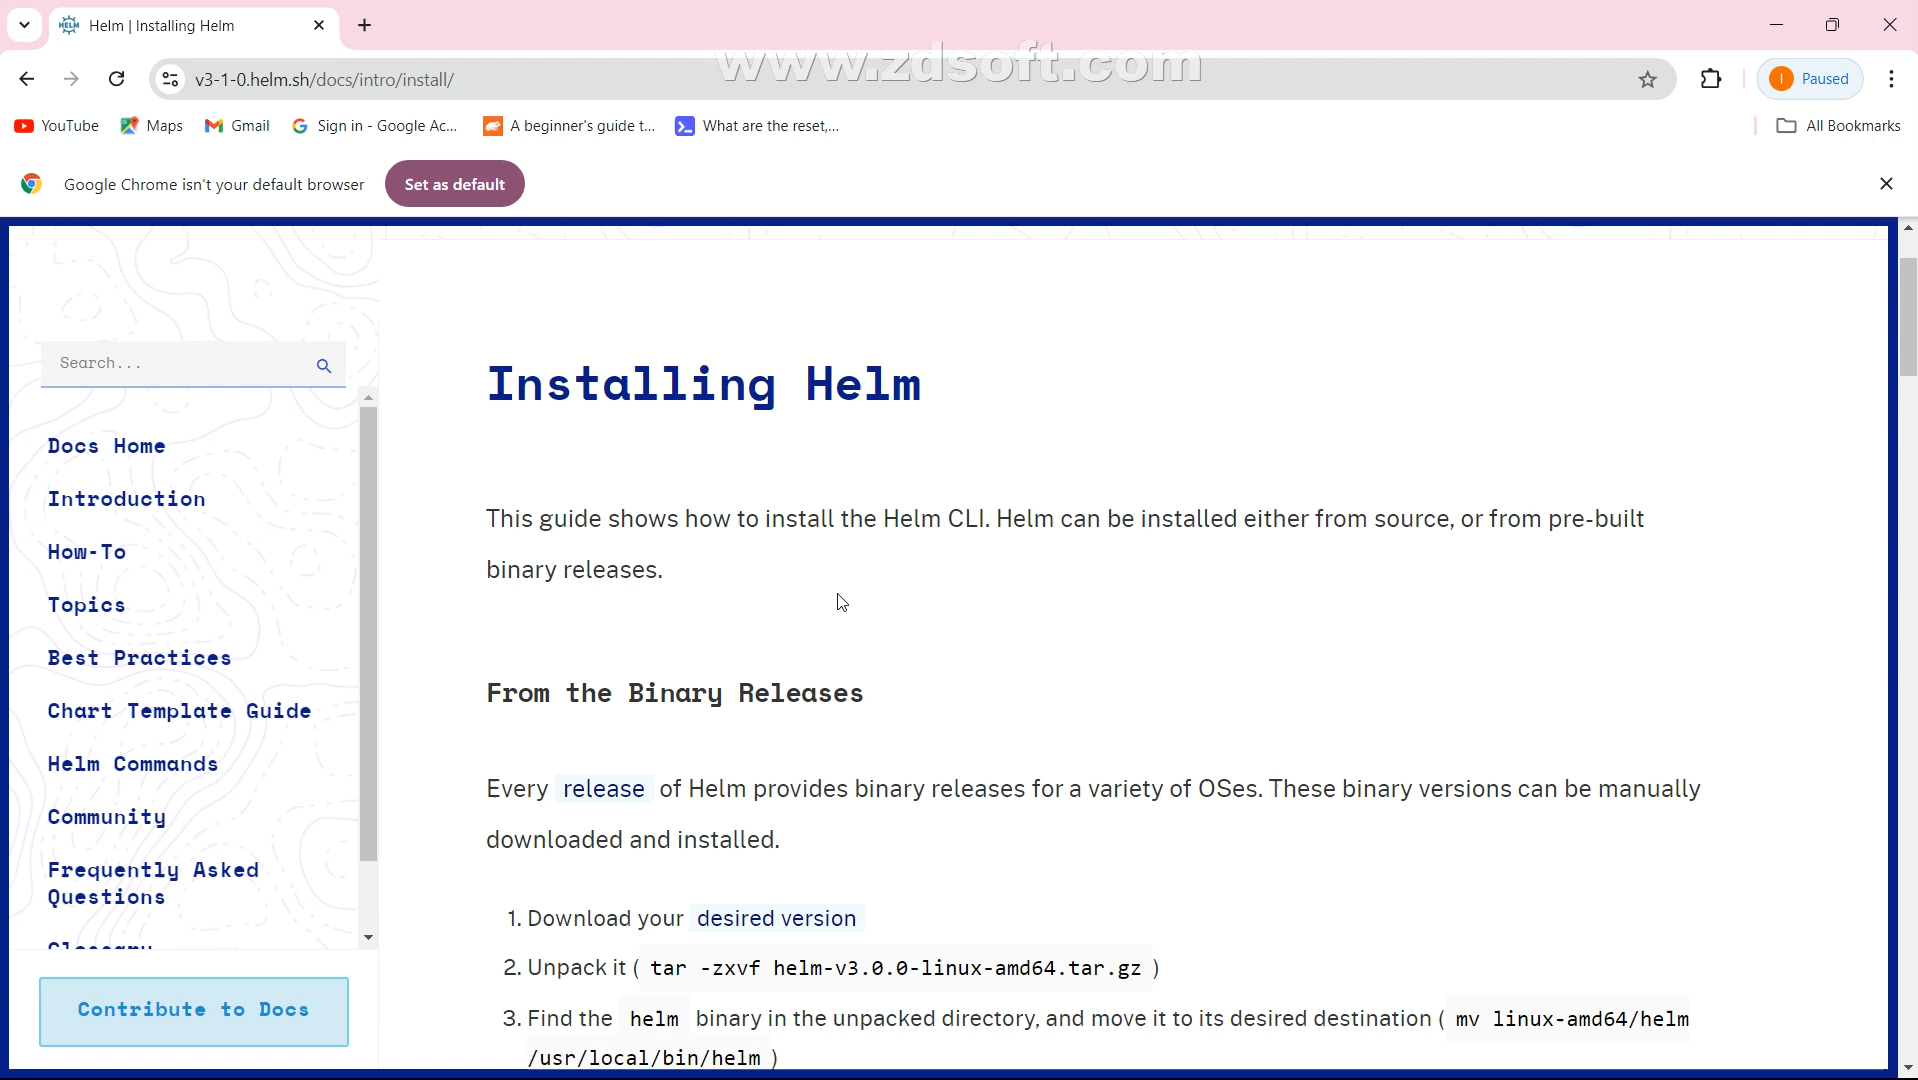 HELM
Helm | Installing Helm
www.zdsoft.com
v3-1-0.helm.sh/docs/intro/install/
I Paused
YouTube
Maps
Gmail
Sign in - Google Ac...
A beginner's guide t...
What are the reset,...
All Bookmarks
Google Chrome isn't your default browser
Set as default
Search...
Docs Home
Introduction
How-To
Topics
Best Practices
Chart Template Guide
Helm Commands
Community
Frequently Asked
Questions
Glossary
Contribute to Docs
Installing Helm
This guide shows how to install the Helm CLI. Helm can be installed either from source, or from pre-built
binary releases.
From the Binary Releases
Every release of Helm provides binary releases for a variety of OSes. These binary versions can be manually
downloaded and installed.
1. Download your desired version
2. Unpack it ( tar -zxvf helm-v3.0.0-linux-amd64.tar.gz )
3. Find the helm binary in the unpacked directory, and move it to its desired destination ( mv linux-amd64/helm
/usr/local/bin/helm )